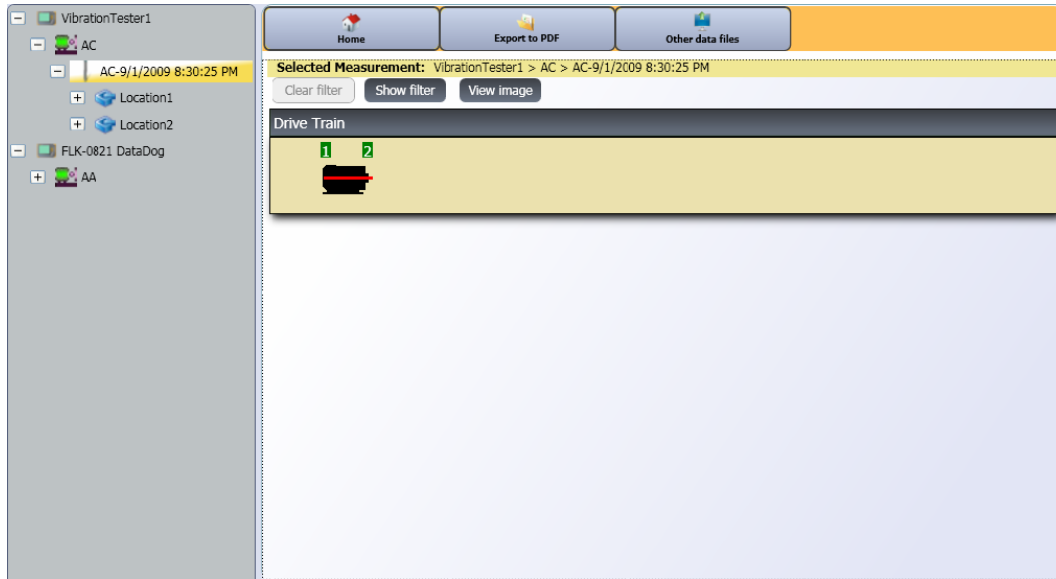 VibrationTester1
AC
AC-9/1/2009 8:30:25 PM
Location1
Location2
FLK-0821 DataDog
AA
Home
Export to PDF
Other data files
Selected Measurement: VibrationTester1 > AC > AC-9/1/2009 8:30:25 PM
Clear filter Show filter View image
Drive Train
1 2